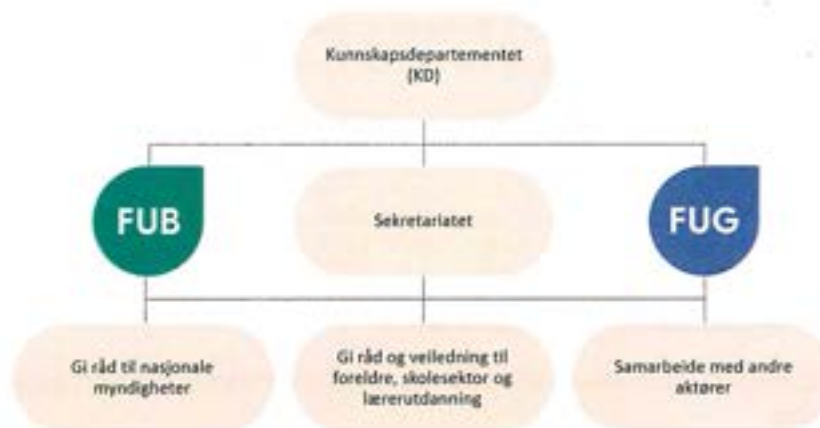 Kunnskapsdepartementet
(KD)
FUB
Sekretariatet
FUG
Gi råd til nasjonale
myndigheter
Gi råd og veiledning til
foreldre, skolesektor og
lærerutdanning
Samarbeide med andre
aktører